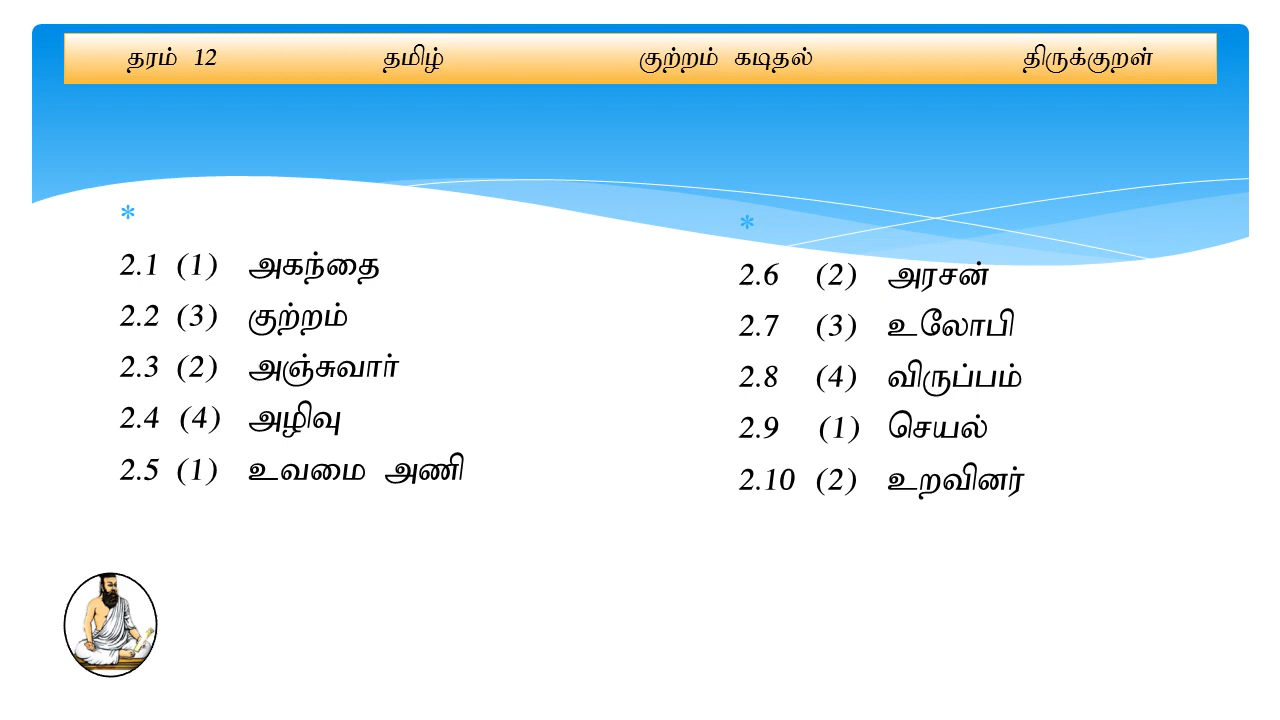 தரம் 12 தமிழ் குற்றம் கடிதல் திருக்குறள்
*
2.1 (1) அகந்தை
2.2 (3) குற்றம்
2.3 (2) அஞ்சுவார்
2.4 (4) அழிவு
2.5 (1) உவமை அணி
*
2.6 (2) அரசன்
2.7 (3) உலோபி
2.8 (4) விருப்பம்
2.9 (1) செயல்
2.10 (2) உறவினர்